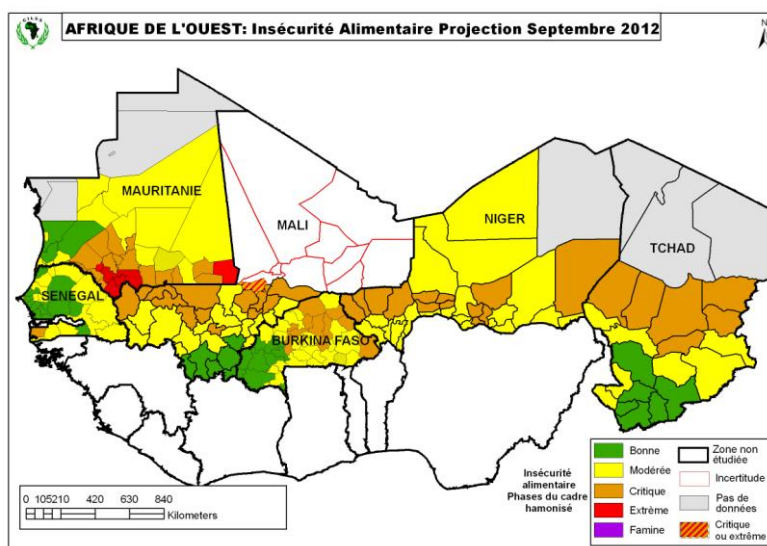 CILSS
AFRIQUE DE L'OUEST: Insécurité Alimentaire Projection Septembre 2012
N
MAURITANIE
MALI
NIGER
TCHAD
SENEGAL
BURKINA FASO
Insécurité
alimentaire
Phases du cadre
hamonisé
Bonne
Modérée
Critique
Extrême
Famine
Zone non
étudiée
Incertitude
Pas de
données
Critique
ou extrême
0 105210 420 630 840
Kilometers